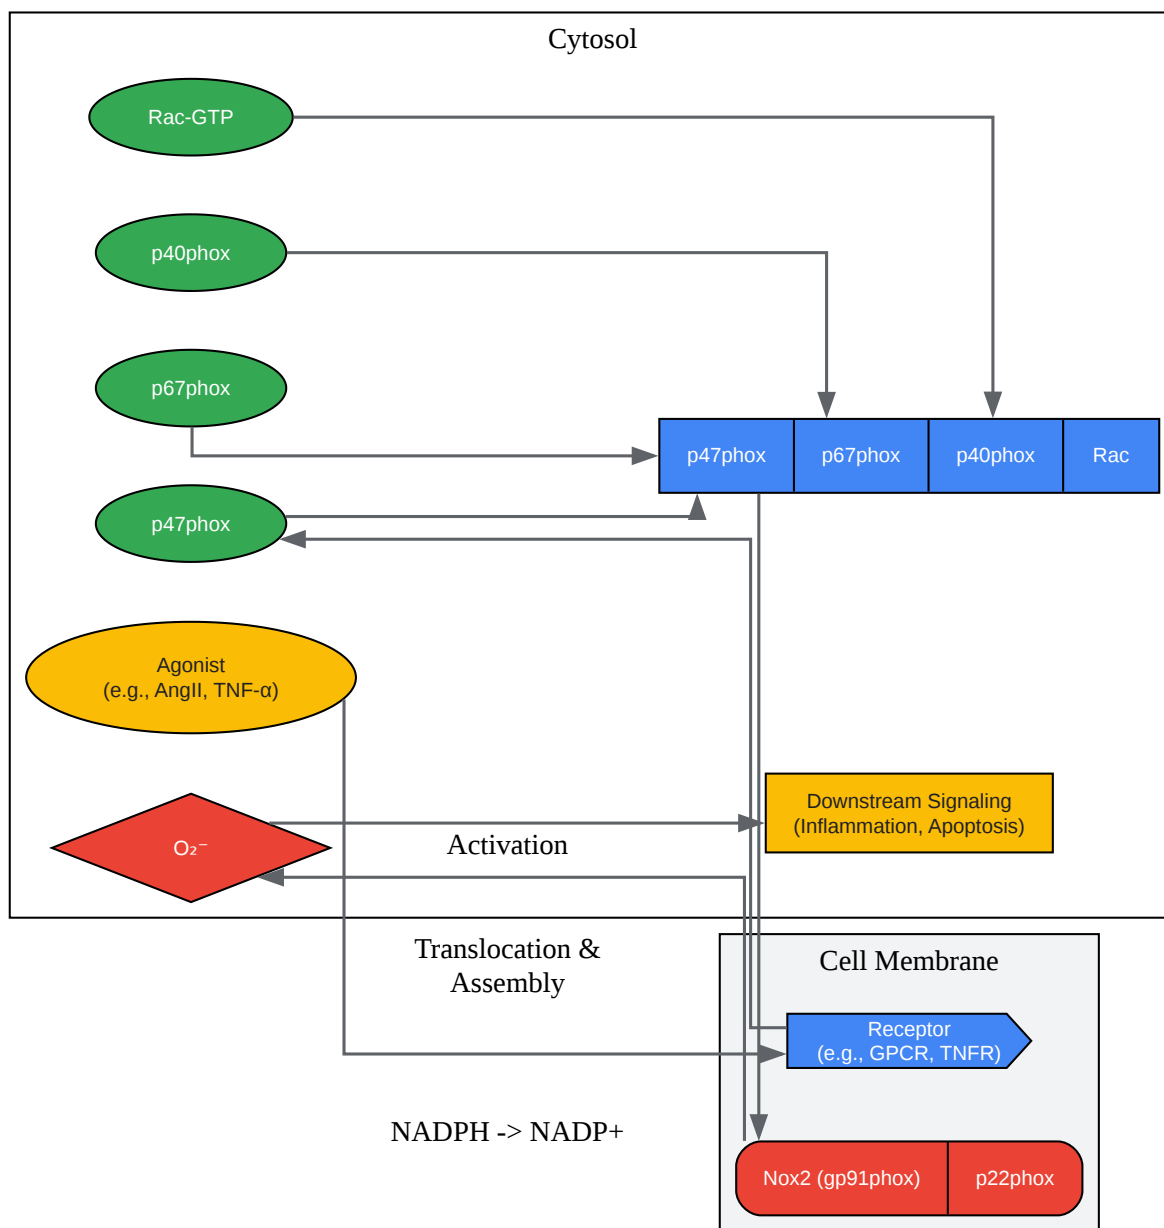 Cytosol
Rac-GTP
p40phox
p67phox
p47phox p67phox p40phox Rac
p47phox
Agonist
(e.g., AngII, TNF-α)
Downstream Signaling
(Inflammation, Apoptosis)
O₂⁻
Activation
Translocation &
Assembly
Cell Membrane
Receptor
(e.g., GPCR, TNFR)
NADPH -> NADP+
Nox2 (gp91phox) p22phox